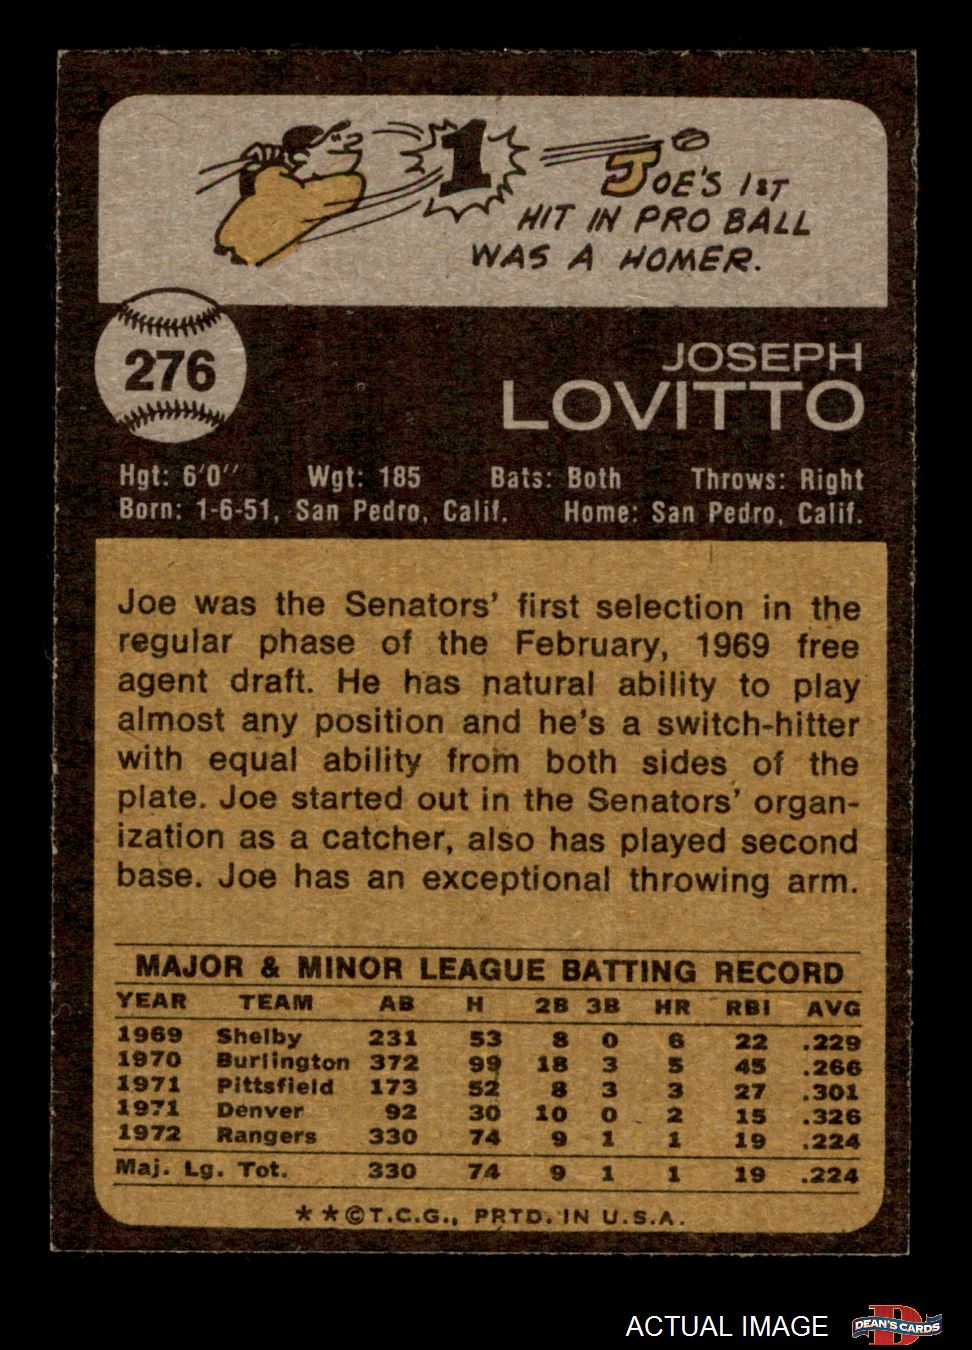 1
JOE'S 1ST
HIT IN PRO BALL
WAS A HOMER.
276
JOSEPH
LOVITTO
Hgt: 6'0'' Wgt: 185 Bats: Both Throws: Right
Born: 1-6-51, San Pedro, Calif. Home: San Pedro, Calif.
Joe was the Senators' first selection in the
regular phase of the February, 1969 free
agent draft. He has natural ability to play
almost any position and he's a switch-hitter
with equal ability from both sides of the
plate. Joe started out in the Senators' organ-
ization as a catcher, also has played second
base. Joe has an exceptional throwing arm.
MAJOR & MINOR LEAGUE BATTING RECORD
YEAR TEAM AB H 2B 3B HR RBI AVG
1969 Shelby 231 53 8 0 6 22 .229
1970 Burlington 372 99 18 3 5 45 .266
1971 Pittsfield 173 52 8 3 3 27 .301
1971 Denver 92 30 10 0 2 15 .326
1972 Rangers 330 74 9 1 1 19 .224
Maj. Lg. Tot. 330 74 9 1 1 19 .224
**©T.C.G., PRTD. IN U.S.A.
ACTUAL IMAGE D DEAN'S CARDS